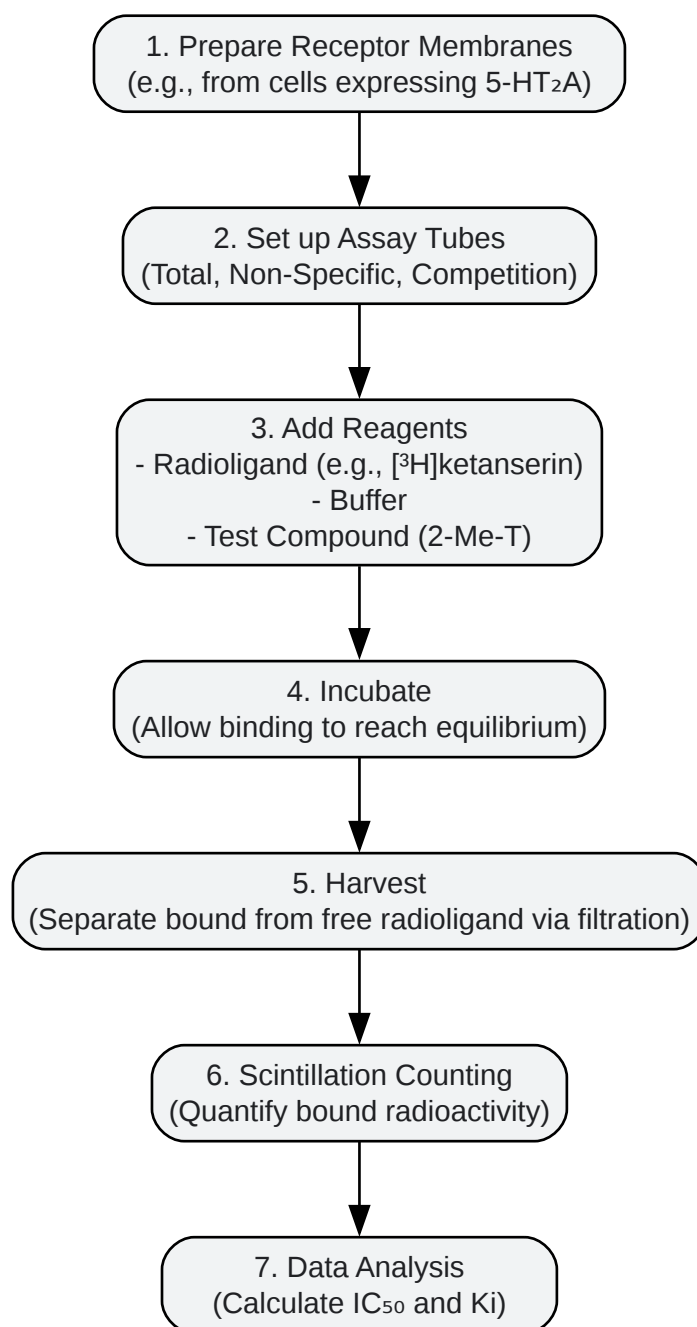 1. Prepare Receptor Membranes
(e.g., from cells expressing 5-HT₂A)
2. Set up Assay Tubes
(Total, Non-Specific, Competition)
3. Add Reagents
- Radioligand (e.g., [³H]ketanserin)
- Buffer
- Test Compound (2-Me-T)
4. Incubate
(Allow binding to reach equilibrium)
5. Harvest
(Separate bound from free radioligand via filtration)
6. Scintillation Counting
(Quantify bound radioactivity)
7. Data Analysis
(Calculate IC₅₀ and Ki)